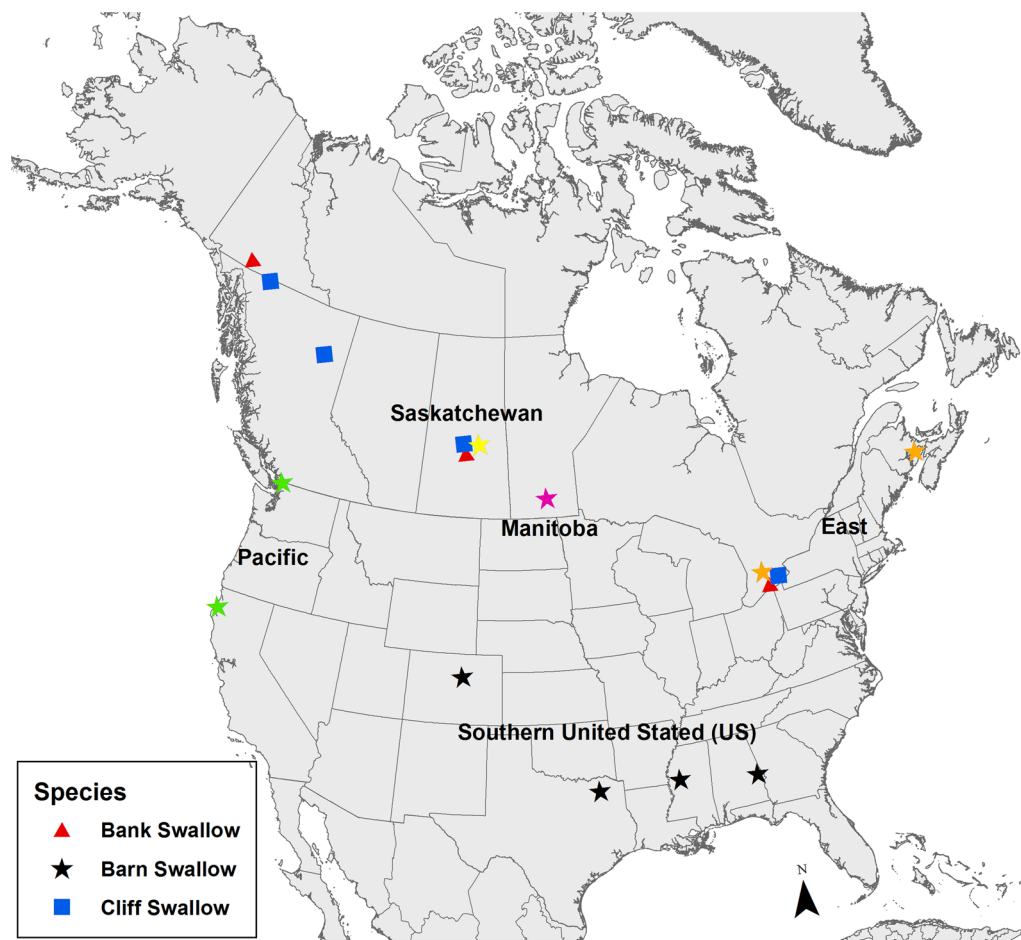 Saskatchewan
Manitoba
East
Pacific
Southern United Stated (US)
Species
Bank Swallow
Barn Swallow
Cliff Swallow
N